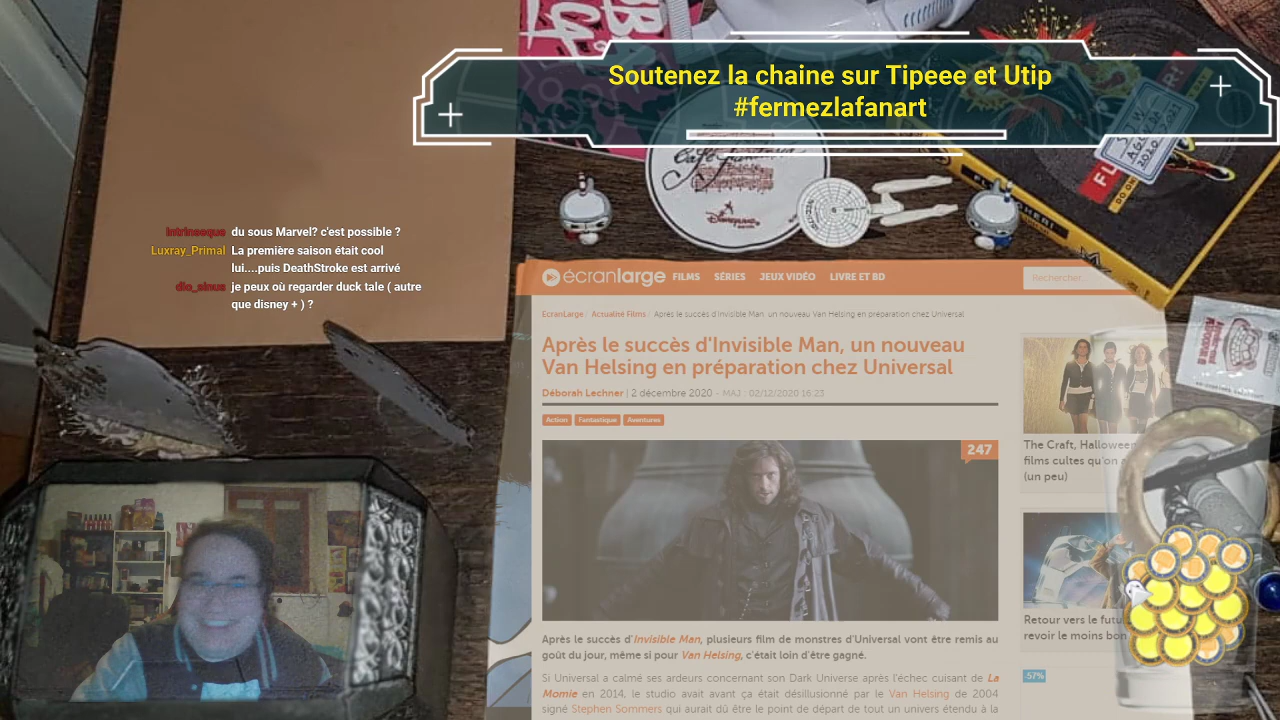 Soutenez la chaine sur Tipeee et Utip
#fermezlafanart
Intrinseque du sous Marvel? c'est possible ?
Luxray_Primal La première saison était cool
lui....puis DeathStroke est arrivé
dio_sinus je peux où regarder duck tale ( autre
que disney + ) ?
écranlarge FILMS SÉRIES JEUX VIDÉO LIVRE ET BD
Rechercher...
EcranLarge / Actualité Films / Après le succès d'Invisible Man, un nouveau Van Helsing en préparation chez Universal
Après le succès d'Invisible Man, un nouveau
Van Helsing en préparation chez Universal
Déborah Lechner | 2 décembre 2020 - MAJ : 02/12/2020 16:23
Action Fantastique Aventures
247
Après le succès d'Invisible Man, plusieurs film de monstres d'Universal vont être remis au
goût du jour, même si pour Van Helsing, c'était loin d'être gagné.
Si Universal a calmé ses ardeurs concernant son Dark Universe après l'échec cuisant de La
Momie en 2014, le studio avait avant ça était désillusionné par le Van Helsing de 2004
signé Stephen Sommers qui aurait dû être le point de départ de tout un univers étendu à la
The Craft, Halloween
films cultes qu'on
(un peu)
Retour vers le futu
revoir le moins bon
-57%